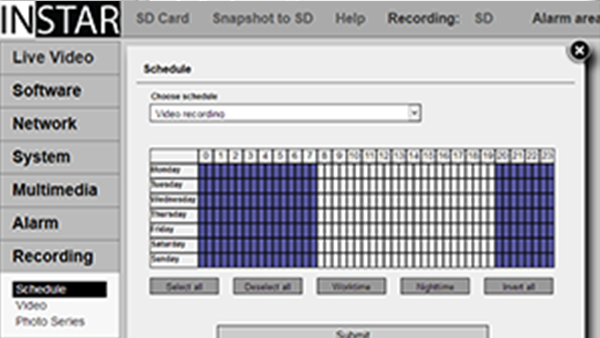 INSTAR
SD Card Snapshot to SD Help Recording: SD Alarm area
Live Video
Software
Network
System
Multimedia
Alarm
Recording
Schedule
Video
Photo Series
Schedule
Choose schedule
Video recording
0 1 2 3 4 5 6 7 8 9 10 11 12 13 14 15 16 17 18 19 20 21 22 23
Monday
Tuesday
Wednesday
Thursday
Friday
Saturday
Sunday
Select all Deselect all Worktime Nighttime Invert all
Submit